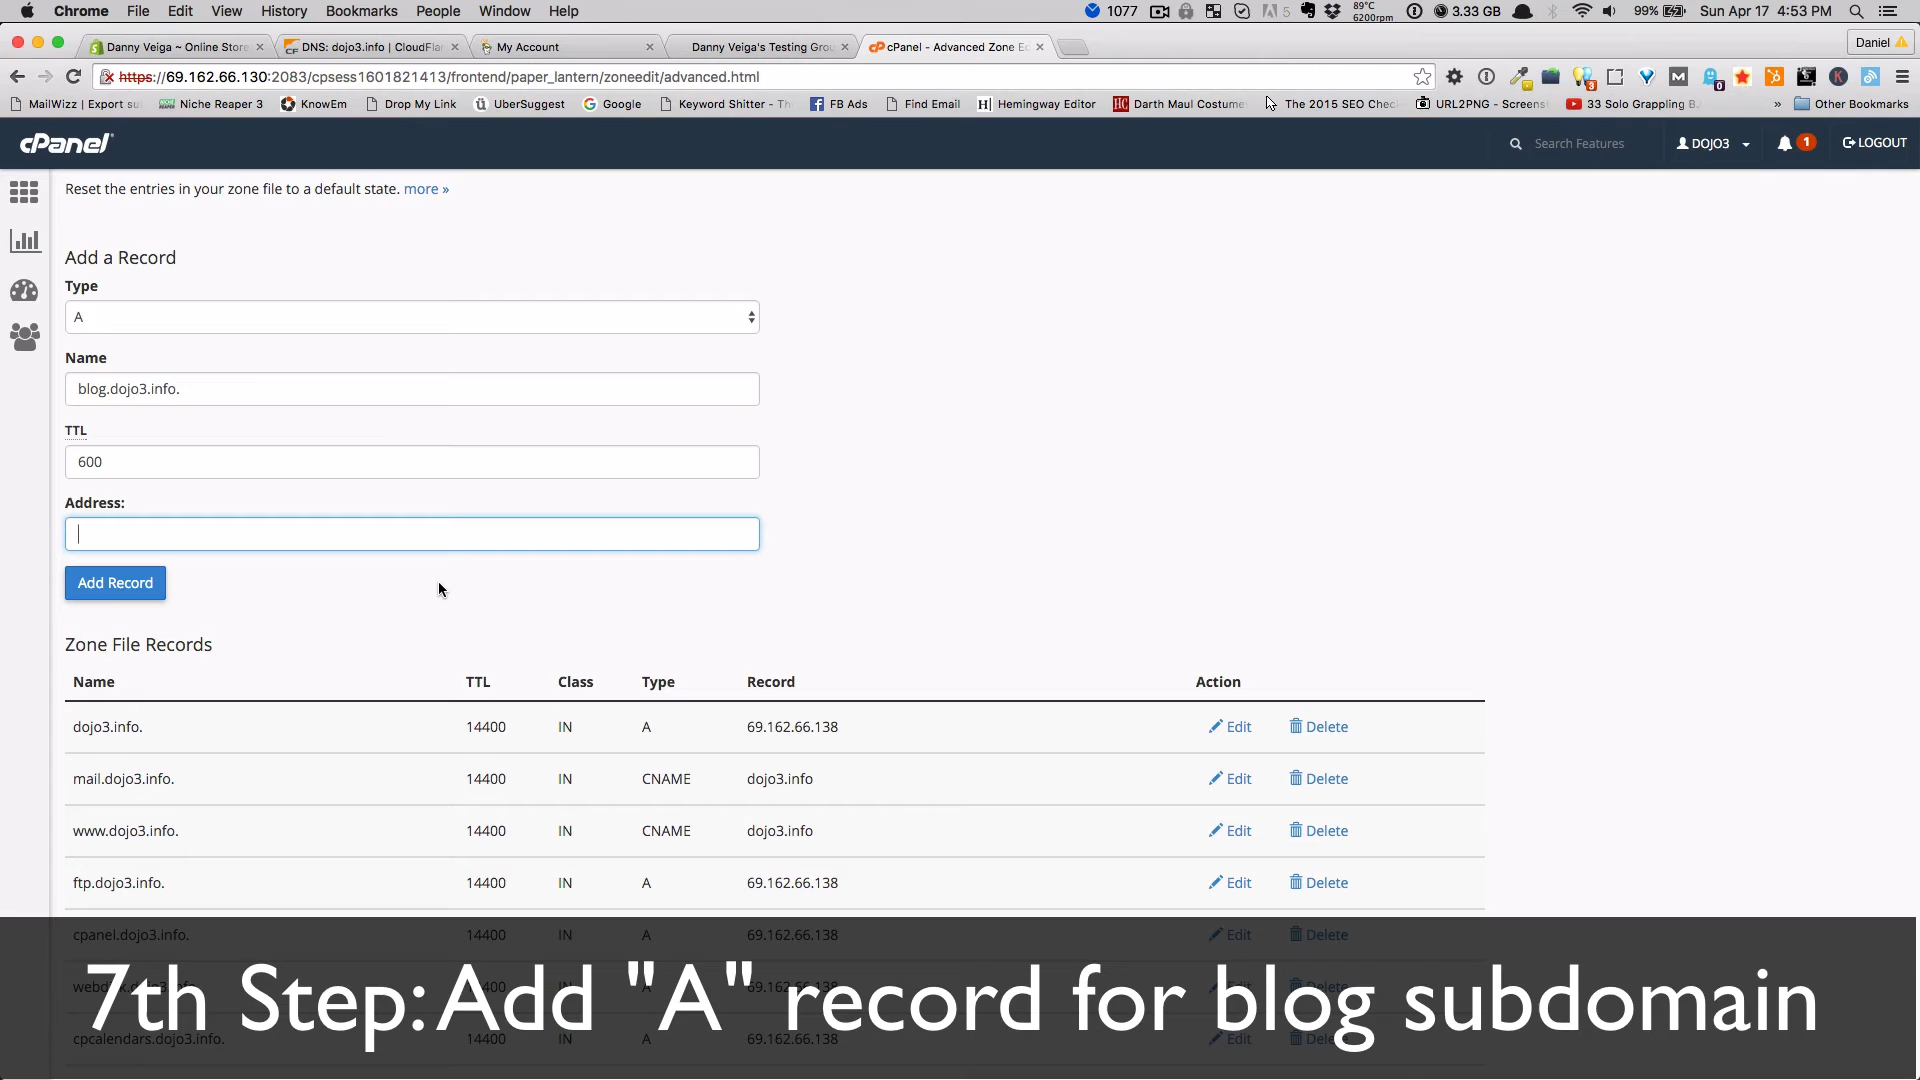 Chrome File Edit View History Bookmarks People Window Help 1077 5 89°C 6200rpm 3.33 GB 99% Sun Apr 17 4:53 PM
Danny Veiga ~ Online Store DNS: dojo3.info | CloudFlar My Account Danny Veiga's Testing Grou cPanel - Advanced Zone Ed Daniel
https://69.162.66.130:2083/cpsess1601821413/frontend/paper_lantern/zoneedit/advanced.html
MailWizz | Export su Niche Reaper 3 KnowEm Drop My Link UberSuggest Google Keyword Shitter - Th FB Ads Find Email Hemingway Editor Darth Maul Costume The 2015 SEO Chec URL2PNG - Screens 33 Solo Grappling B » Other Bookmarks
cPanel Search Features DOJO3 1 LOGOUT
Reset the entries in your zone file to a default state. more »
Add a Record
Type
A
Name
blog.dojo3.info.
TTL
600
Address:
Add Record
Zone File Records
Name TTL Class Type Record Action
dojo3.info. 14400 IN A 69.162.66.138 Edit Delete
mail.dojo3.info. 14400 IN CNAME dojo3.info Edit Delete
www.dojo3.info. 14400 IN CNAME dojo3.info Edit Delete
ftp.dojo3.info. 14400 IN A 69.162.66.138 Edit Delete
cpanel.dojo3.info. 14400 IN A 69.162.66.138 Edit Delete
7th Step: Add "A" record for blog subdomain
cpcalendars.dojo3.info. 14400 IN A 69.162.66.138 Edit Delete